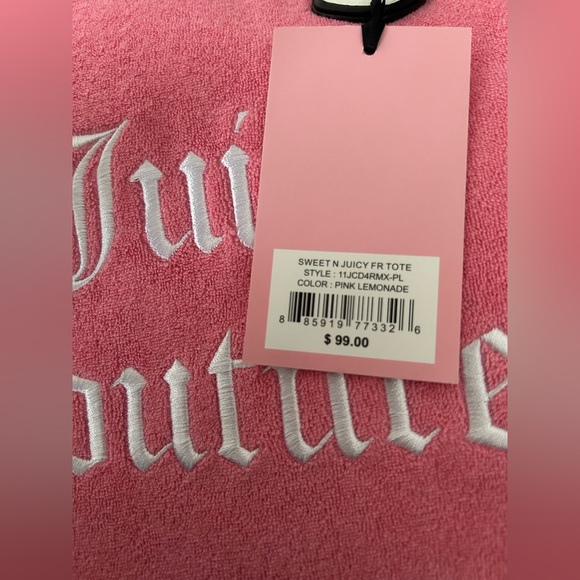 Jui
SWEET N JUICY FR TOTE
STYLE : 11JCD4RMX-PL
COLOR : PINK LEMONADE
8 85919 77332 6
$ 99.00
outure